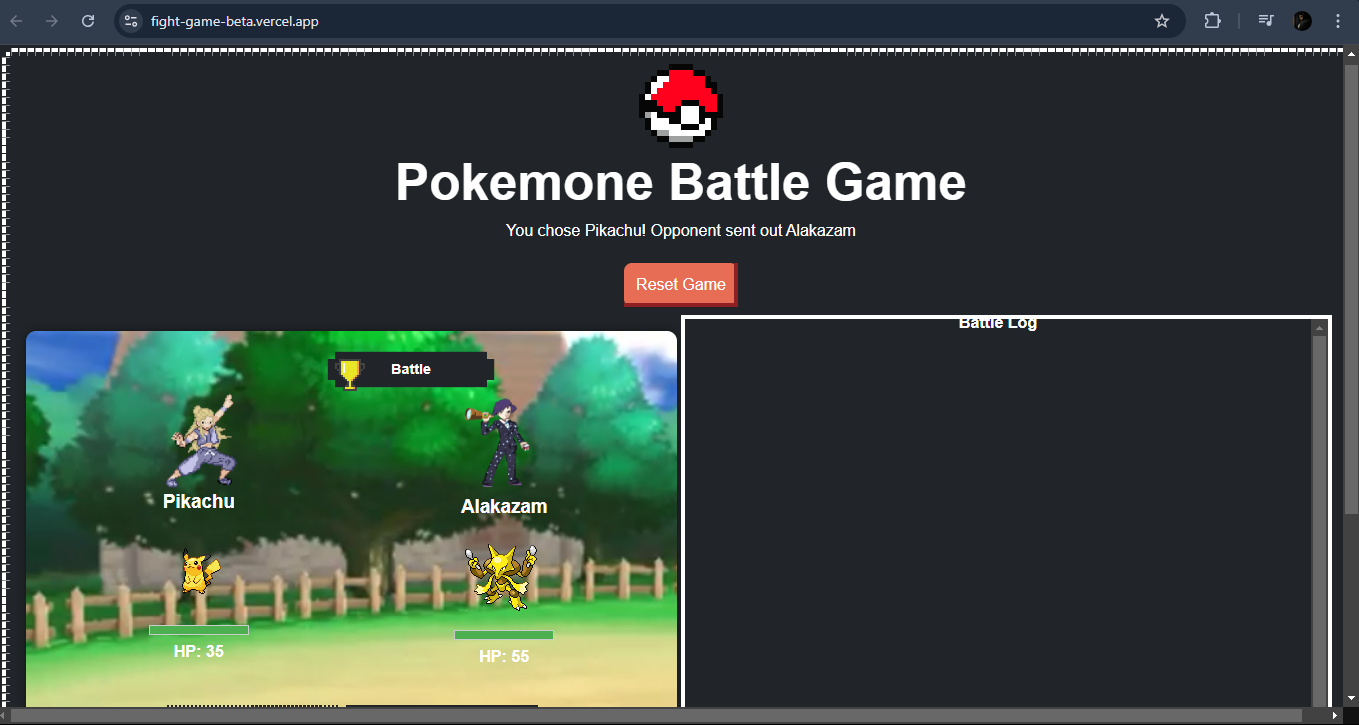 fight-game-beta.vercel.app
Pokemone Battle Game
You chose Pikachu! Opponent sent out Alakazam
Reset Game
Battle
Pikachu
Alakazam
HP: 35
HP: 55
Battle Log